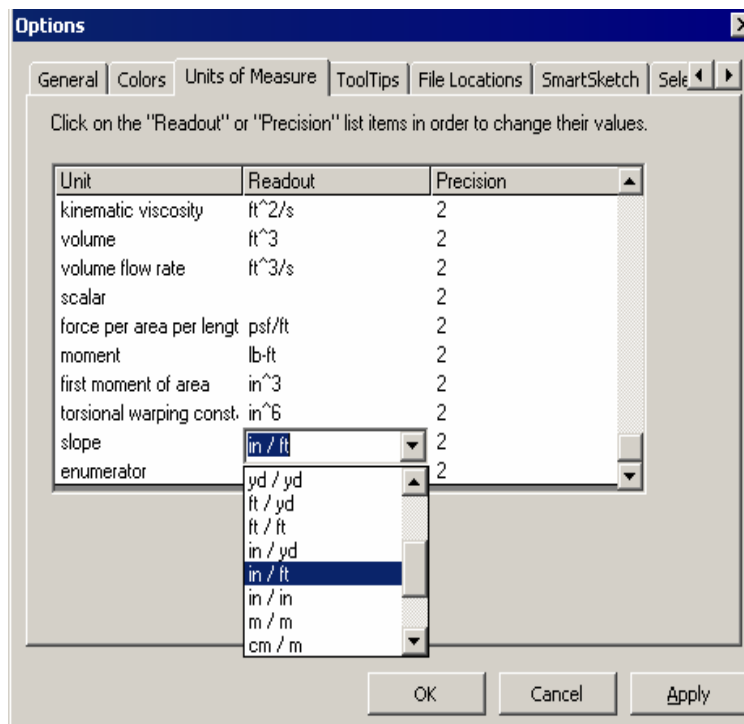 Options
General Colors Units of Measure ToolTips File Locations SmartSketch Sele
Click on the "Readout" or "Precision" list items in order to change their values.
Unit Readout Precision
kinematic viscosity ft^2/s 2
volume ft^3 2
volume flow rate ft^3/s 2
scalar 2
force per area per lengt psf/ft 2
moment lb-ft 2
first moment of area in^3 2
torsional warping const. in^6 2
slope in / ft 2
enumerator 2
yd / yd
ft / yd
ft / ft
in / yd
in / ft
in / in
m / m
cm / m
OK Cancel Apply